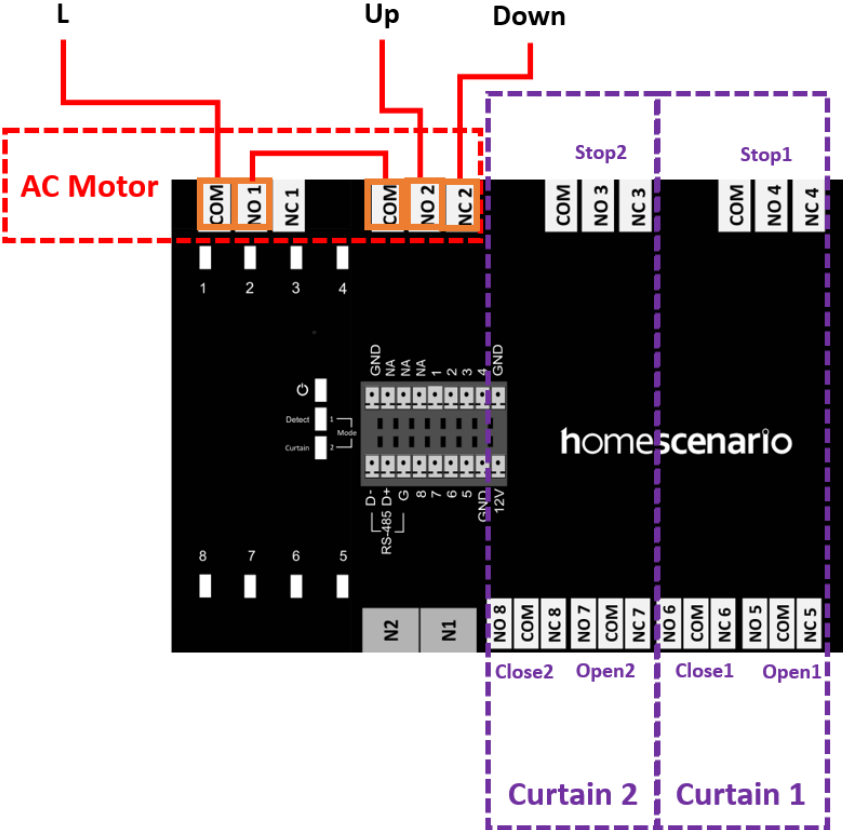 L
Up
Down
AC Motor
COM
NO 1
NC 1
COM
NO 2
NC 2
Stop2
COM
NO 3
NC 3
Stop1
COM
NO 4
NC 4
1 2 3 4
GND
NA
NA
NA
1
2
3
4
GND
Detect 1
Mode
Curtain 2
homescenario
D-
D+
G
8
7
6
5
GND
12V
RS-485
8 7 6 5
N2
N1
NO 8
COM
NC 8
NO 7
COM
NC 7
NO 6
COM
NC 6
NO 5
COM
NC 5
Close2
Open2
Close1
Open1
Curtain 2
Curtain 1